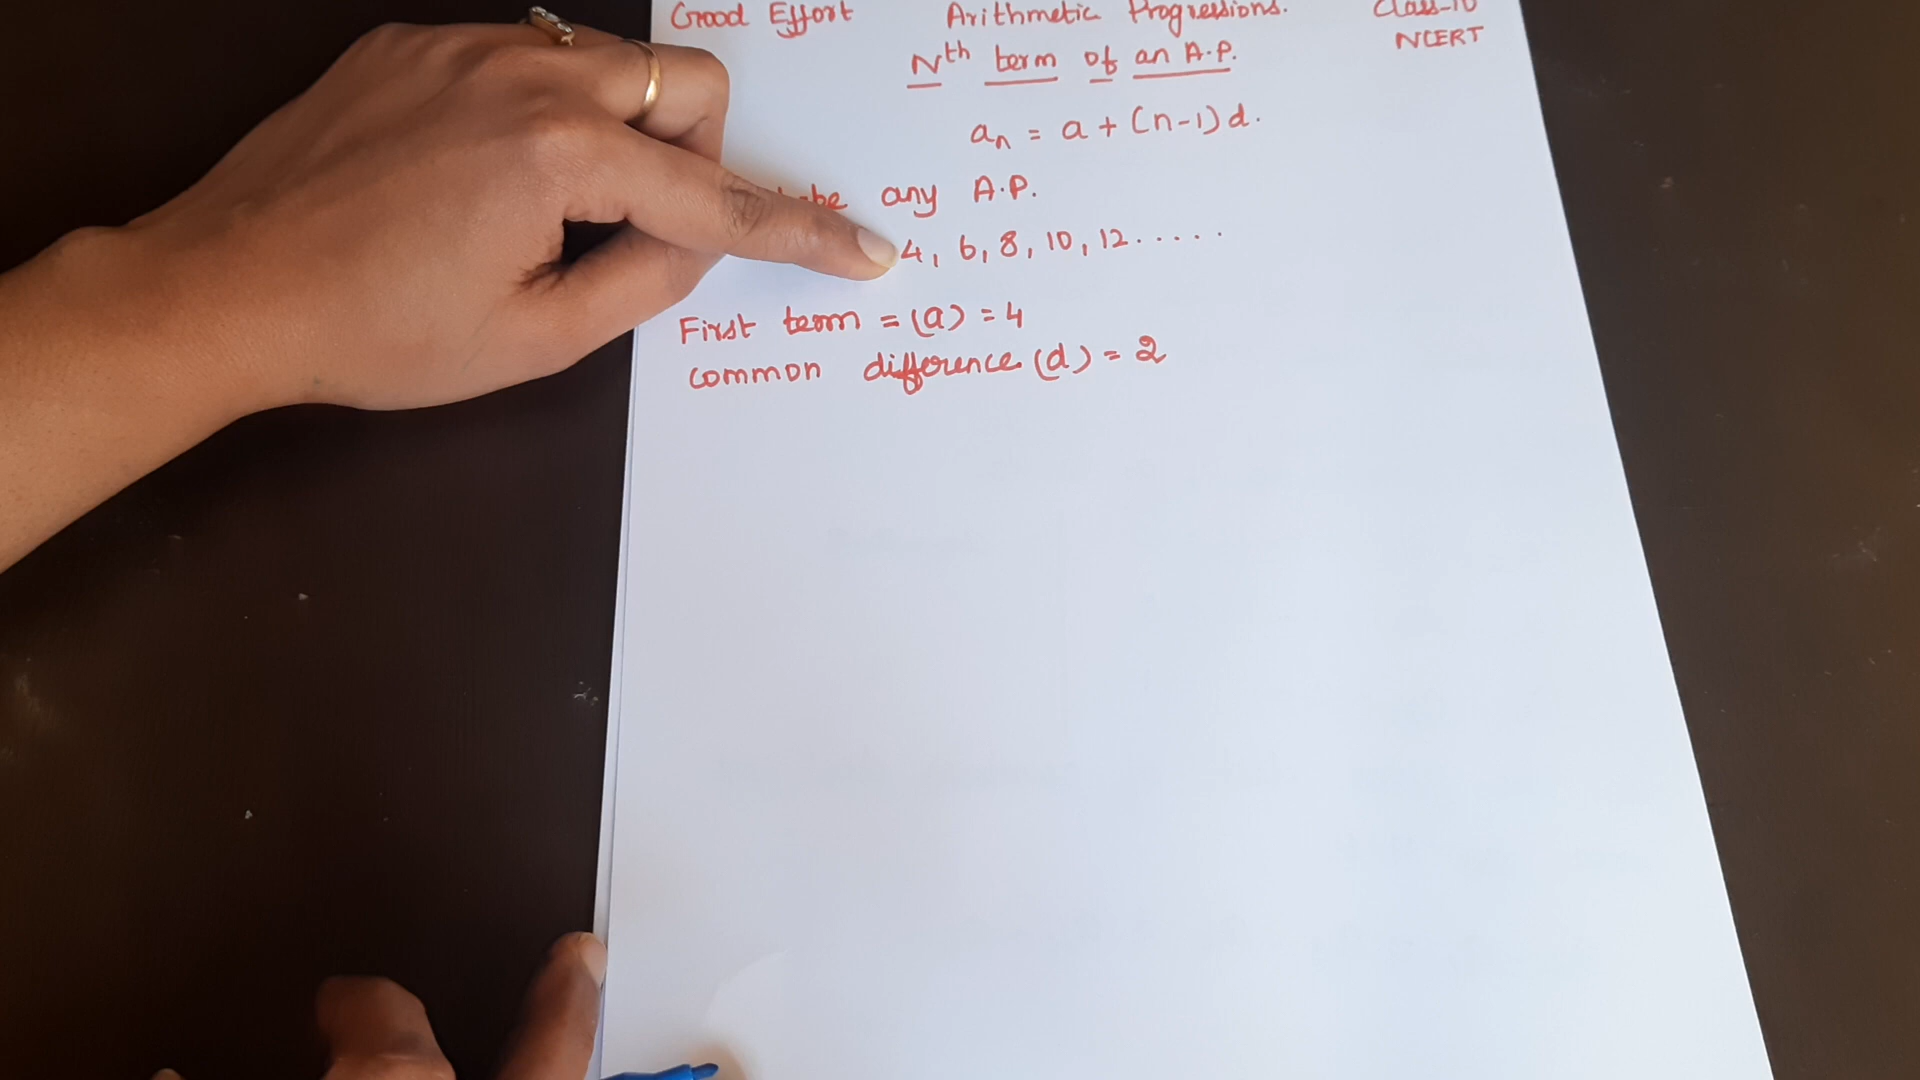 Good Effort Arithmetic Progressions. Class-10
NCERT
Nth term of an A.P.
an = a + (n-1) d.
any A.P.
4, 6, 8, 10, 12.....
First term = (a) = 4
common difference (d) = 2